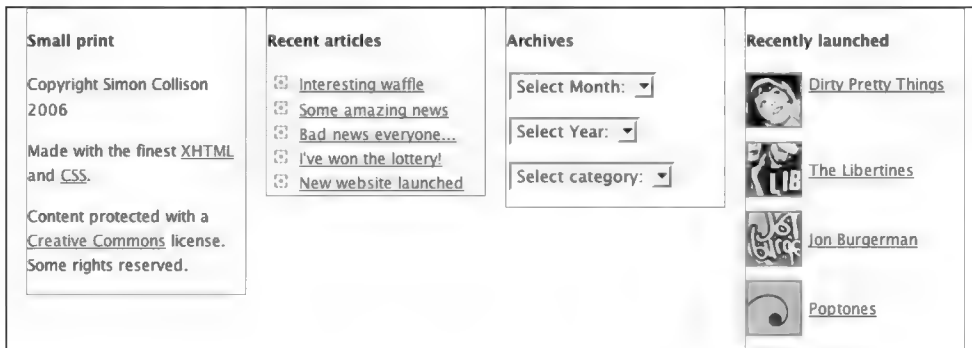 Small print
Copyright Simon Collison
2006
Made with the finest XHTML
and CSS.
Content protected with a
Creative Commons license.
Some rights reserved.
Recent articles
Interesting waffle
Some amazing news
Bad news everyone...
I've won the lottery!
New website launched
Archives
Select Month:
Select Year:
Select category:
Recently launched
Dirty Pretty Things
LIB
The Libertines
Jon Burgerman
Poptones